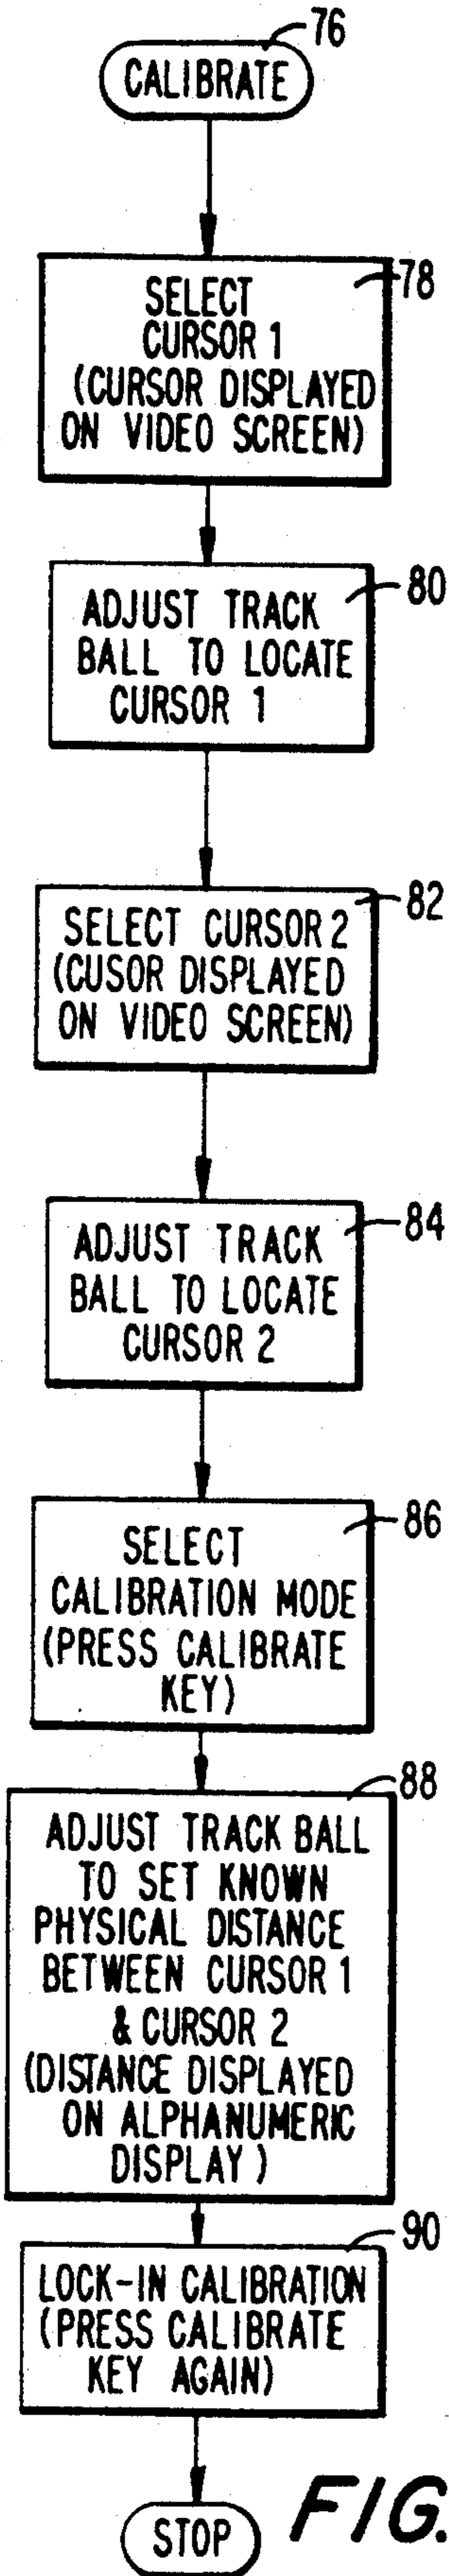 76
CALIBRATE
78
SELECT
CURSOR 1
(CURSOR DISPLAYED
ON VIDEO SCREEN)
80
ADJUST TRACK
BALL TO LOCATE
CURSOR 1
82
SELECT CURSOR 2
(CUSOR DISPLAYED
ON VIDEO SCREEN)
84
ADJUST TRACK
BALL TO LOCATE
CURSOR 2
86
SELECT
CALIBRATION MODE
(PRESS CALIBRATE
KEY)
88
ADJUST TRACK BALL
TO SET KNOWN
PHYSICAL DISTANCE
BETWEEN CURSOR 1
& CURSOR 2
(DISTANCE DISPLAYED
ON ALPHANUMERIC
DISPLAY)
90
LOCK-IN CALIBRATION
(PRESS CALIBRATE
KEY AGAIN)
STOP
FIG.